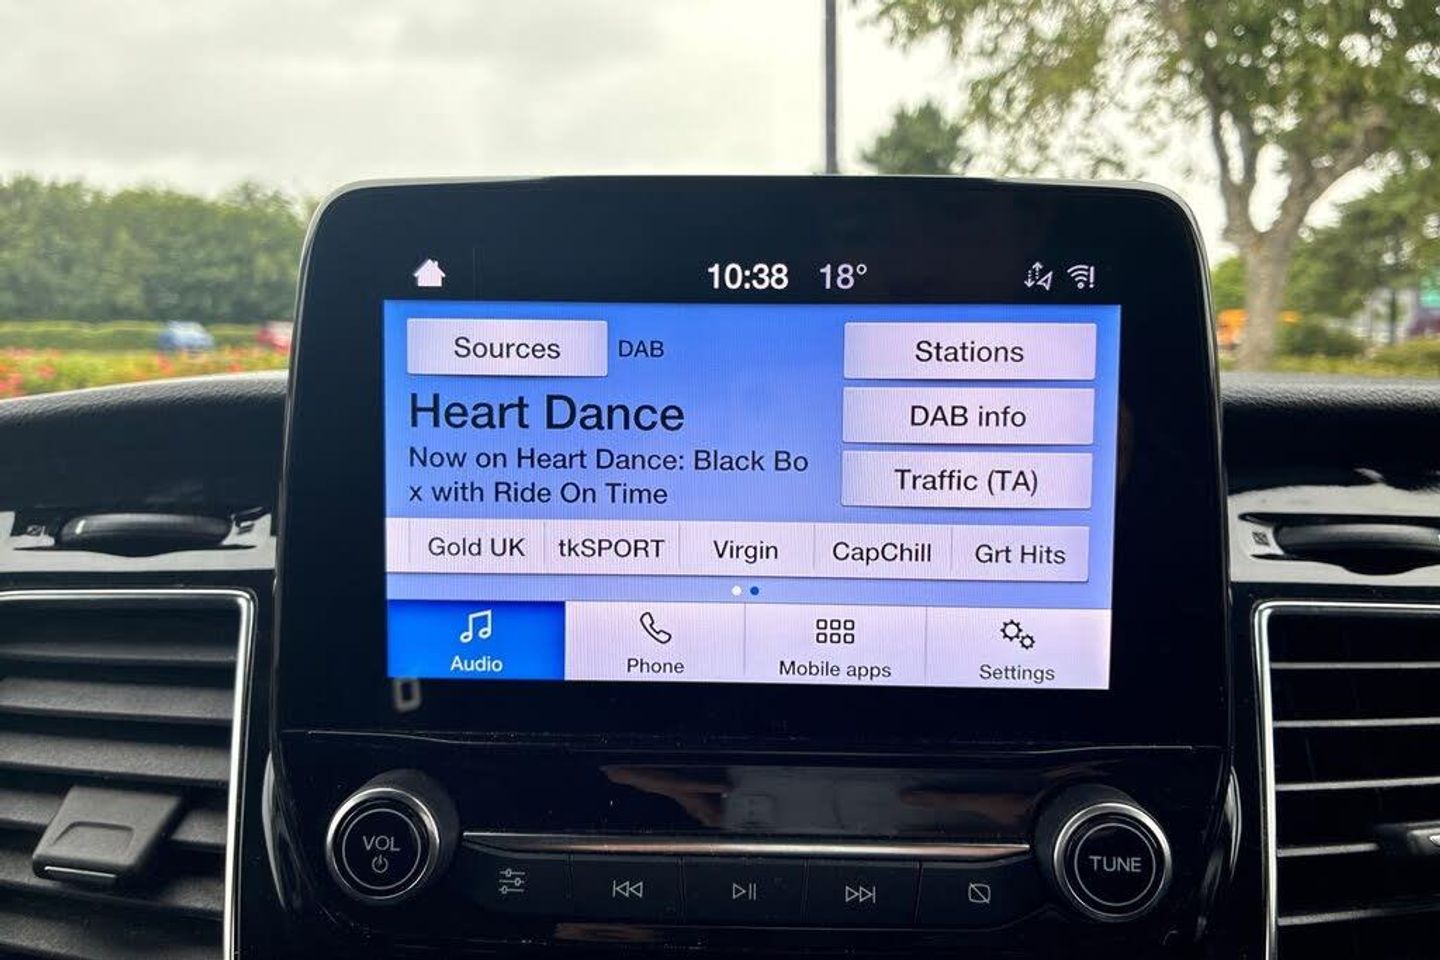 10:38 18°
Sources DAB Stations
Heart Dance
DAB info
Now on Heart Dance: Black Bo
x with Ride On Time
Traffic (TA)
Gold UK tkSPORT Virgin CapChill Grt Hits
Audio Phone Mobile apps Settings
VOL
TUNE